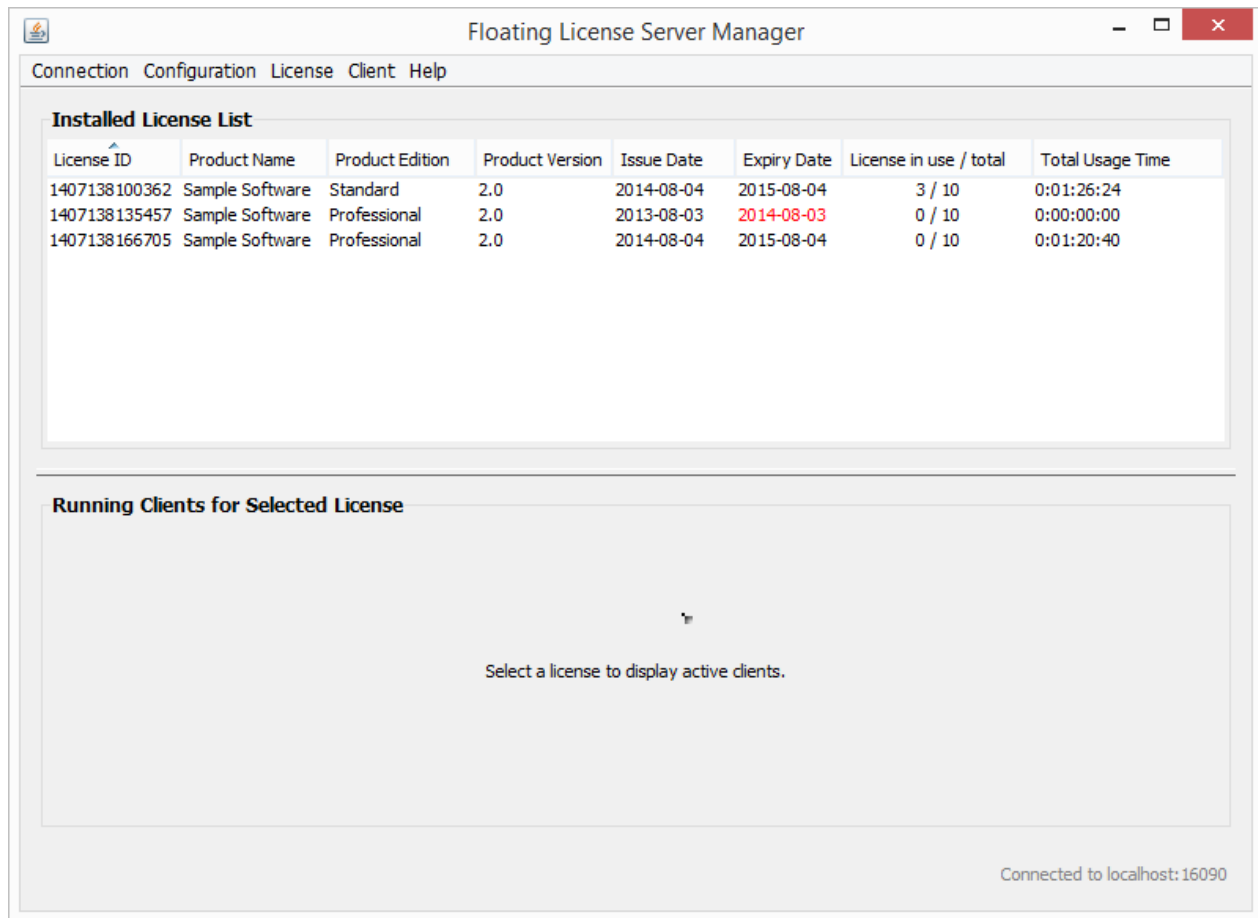 Floating License Server Manager
Connection Configuration License Client Help
Installed License List
License ID Product Name Product Edition Product Version Issue Date Expiry Date License in use / total Total Usage Time
1407138100362 Sample Software Standard 2.0 2014-08-04 2015-08-04 3 / 10 0:01:26:24
1407138135457 Sample Software Professional 2.0 2013-08-03 2014-08-03 0 / 10 0:00:00:00
1407138166705 Sample Software Professional 2.0 2014-08-04 2015-08-04 0 / 10 0:01:20:40
Running Clients for Selected License
Select a license to display active clients.
Connected to localhost:16090